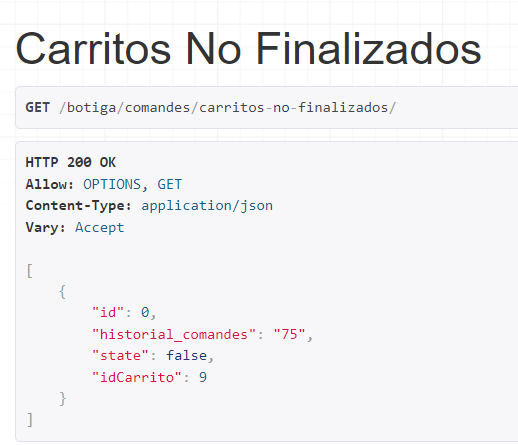 Carritos No Finalizados
GET /botiga/comandes/carritos-no-finalizados/
HTTP 200 OK
Allow: OPTIONS, GET
Content-Type: application/json
Vary: Accept
[
    {
        "id": 0,
        "historial_comandes": "75",
        "state": false,
        "idCarrito": 9
    }
]